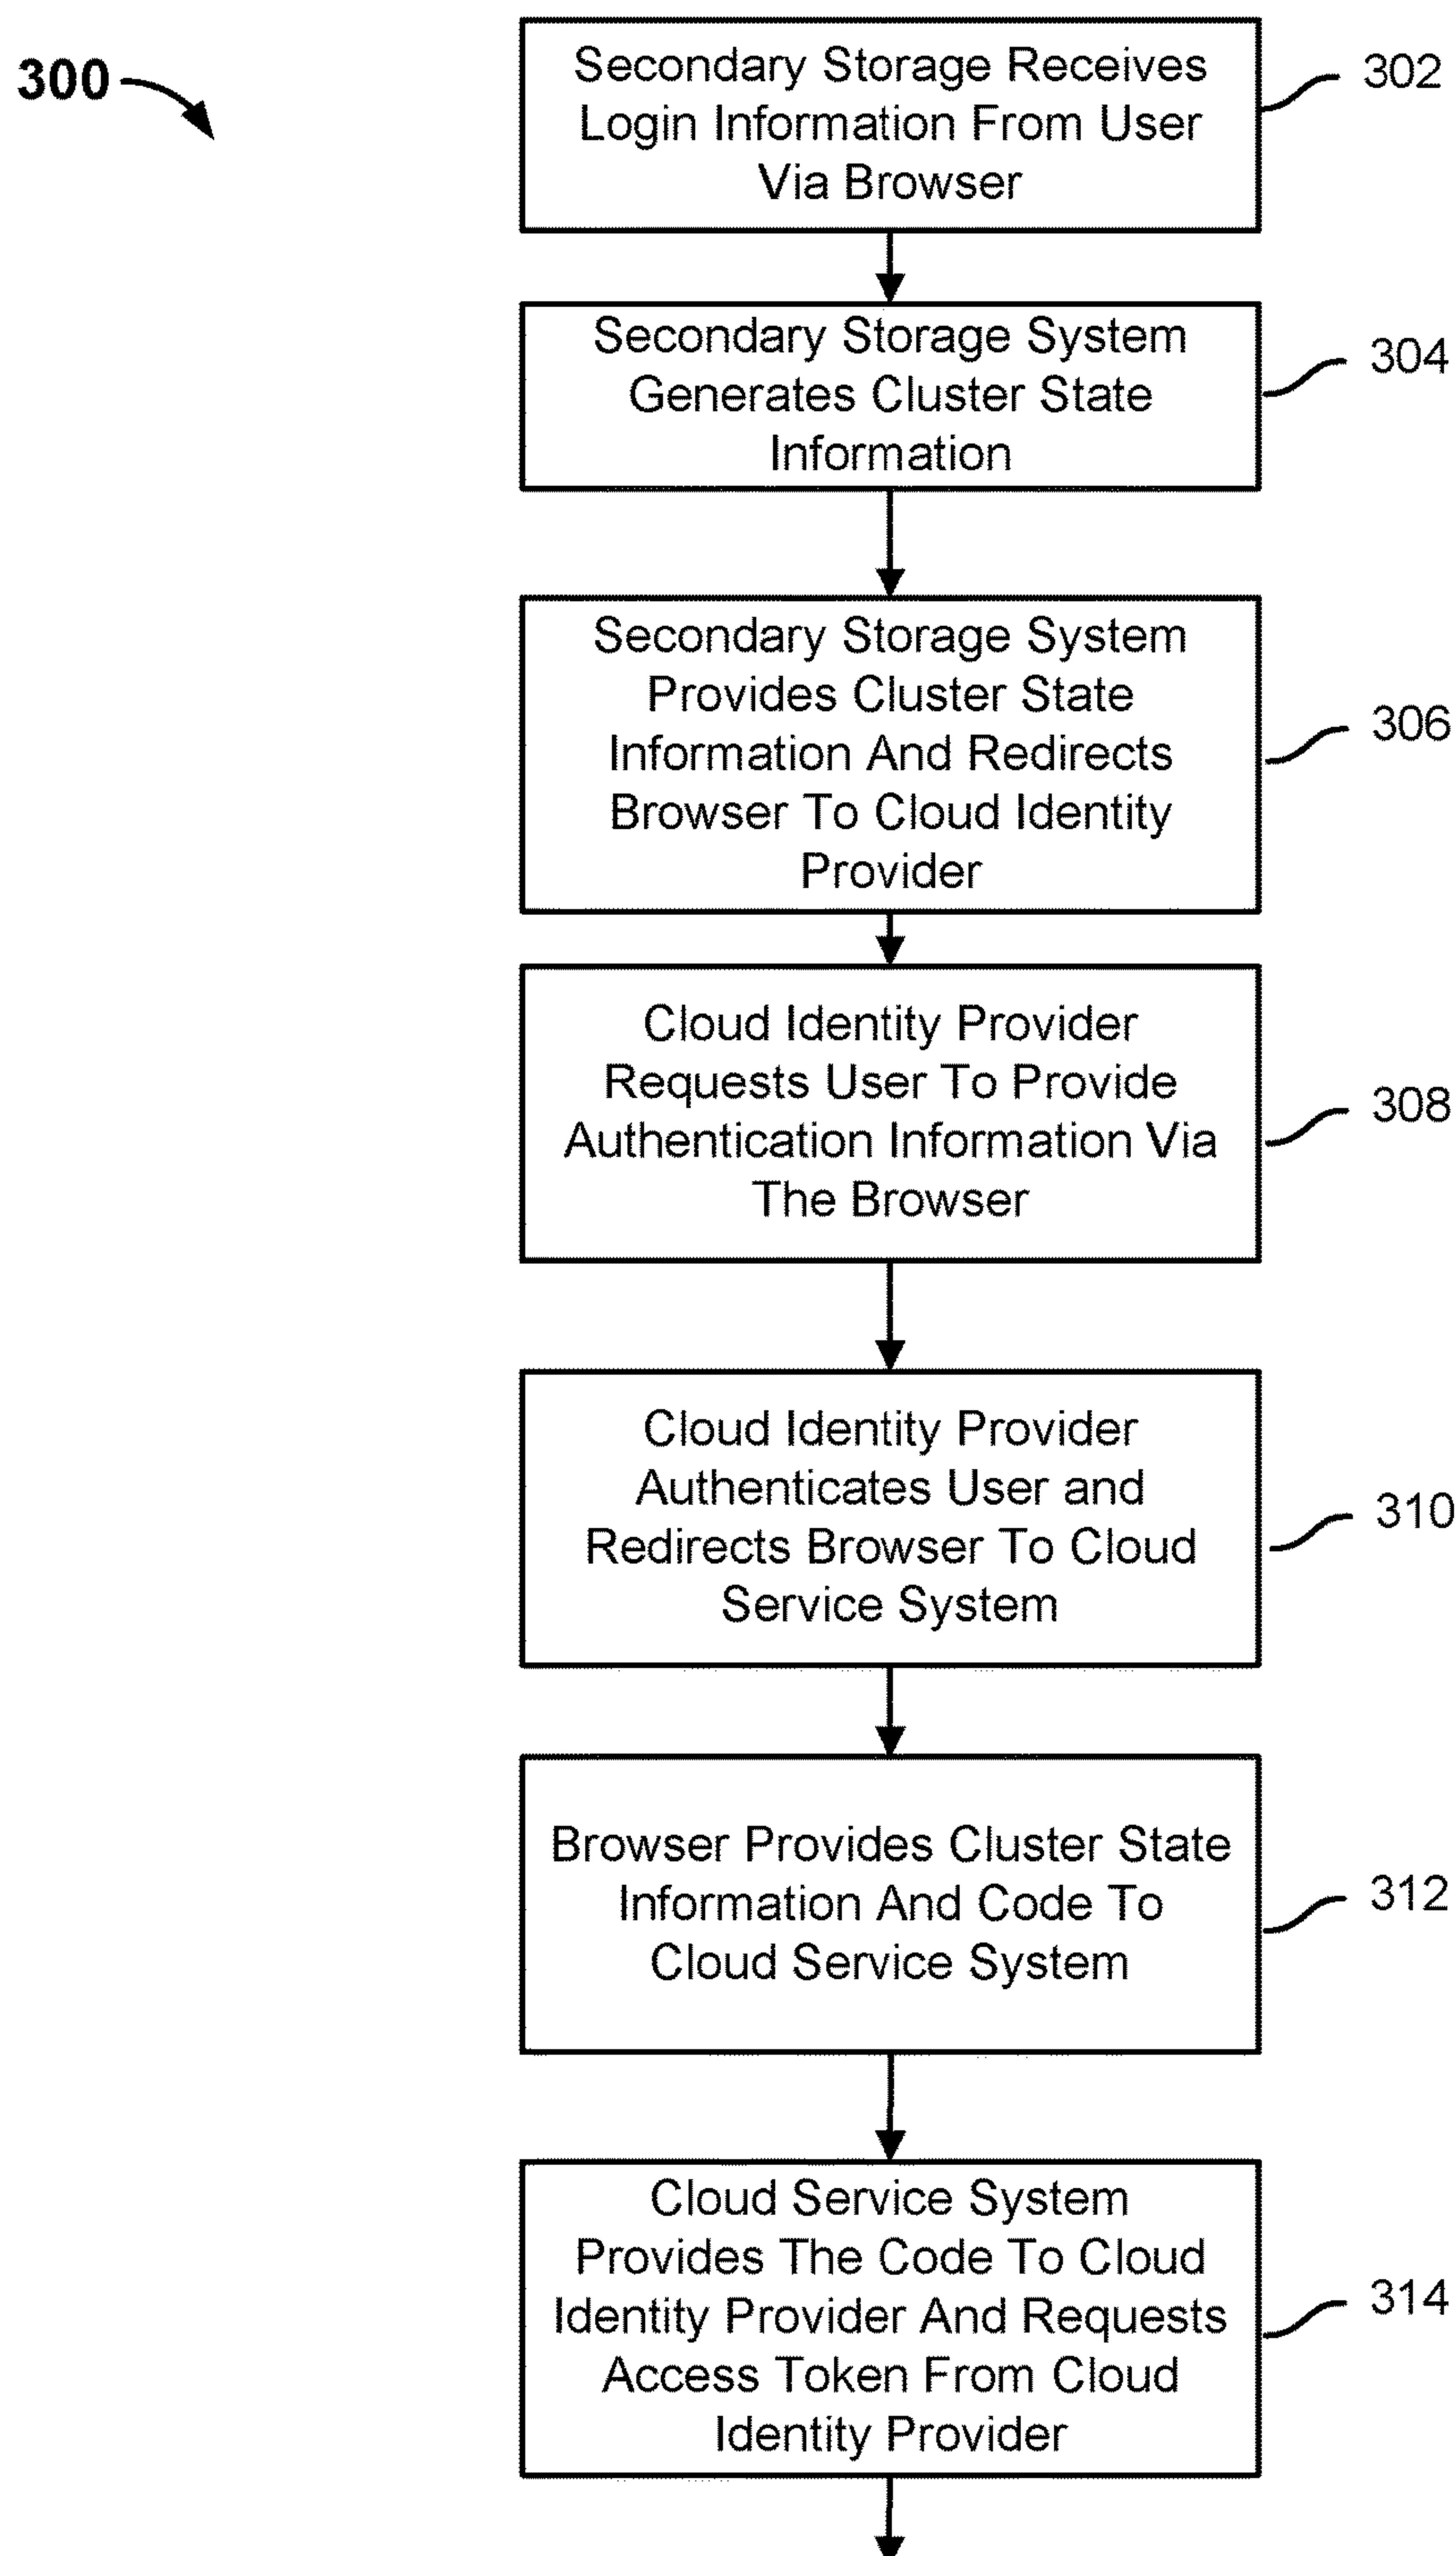 300
Secondary Storage Receives
Login Information From User
Via Browser
302
Secondary Storage System
Generates Cluster State
Information
304
Secondary Storage System
Provides Cluster State
Information And Redirects
Browser To Cloud Identity
Provider
306
Cloud Identity Provider
Requests User To Provide
Authentication Information Via
The Browser
308
Cloud Identity Provider
Authenticates User and
Redirects Browser To Cloud
Service System
310
Browser Provides Cluster State
Information And Code To
Cloud Service System
312
Cloud Service System
Provides The Code To Cloud
Identity Provider And Requests
Access Token From Cloud
Identity Provider
314